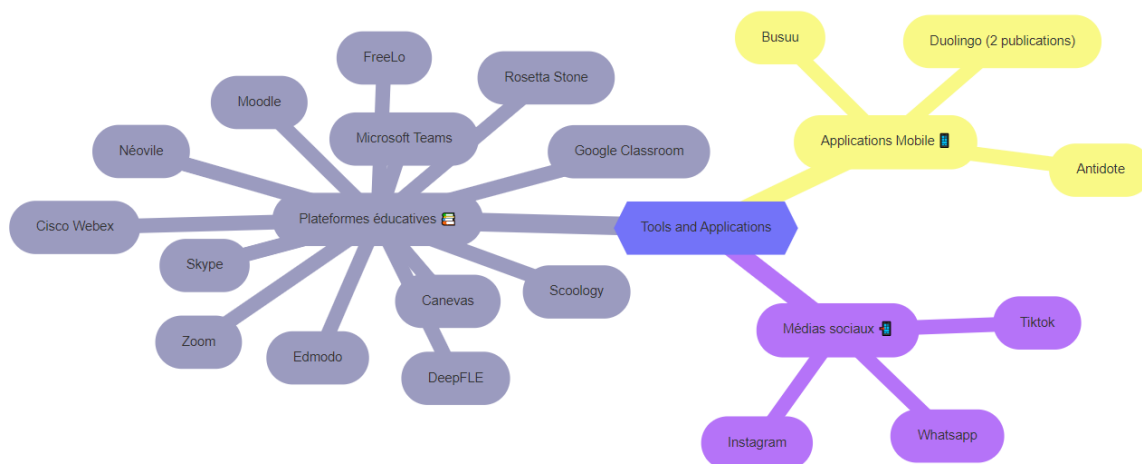 Busuu
Duolingo (2 publications)
FreeLo
Rosetta Stone
Moodle
Microsoft Teams
Applications Mobile
Néovile
Google Classroom
Antidote
Plateformes éducatives
Cisco Webex
Tools and Applications
Skype
Canevas
Scoology
Médias sociaux
Tiktok
Zoom
Edmodo
DeepFLE
Instagram
Whatsapp